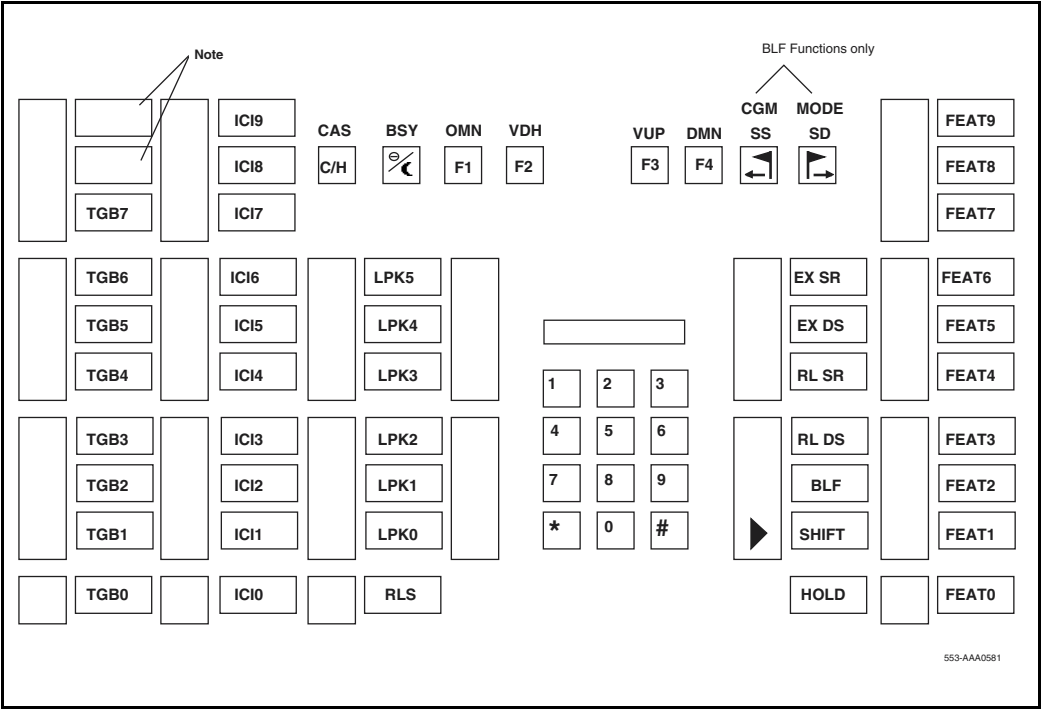 Note
BLF Functions only
CGM MODE
ICI9 CAS BSY OMN VDH VUP DMN SS SD FEAT9
ICI8 C/H F1 F2 F3 F4 FEAT8
TGB7 ICI7 FEAT7
TGB6 ICI6 LPK5 EX SR FEAT6
TGB5 ICI5 LPK4 EX DS FEAT5
TGB4 ICI4 LPK3 RL SR FEAT4
1 2 3
TGB3 ICI3 LPK2 4 5 6 RL DS FEAT3
TGB2 ICI2 LPK1 7 8 9 BLF FEAT2
TGB1 ICI1 LPK0 * 0 # SHIFT FEAT1
TGB0 ICI0 RLS HOLD FEAT0
553-AAA0581